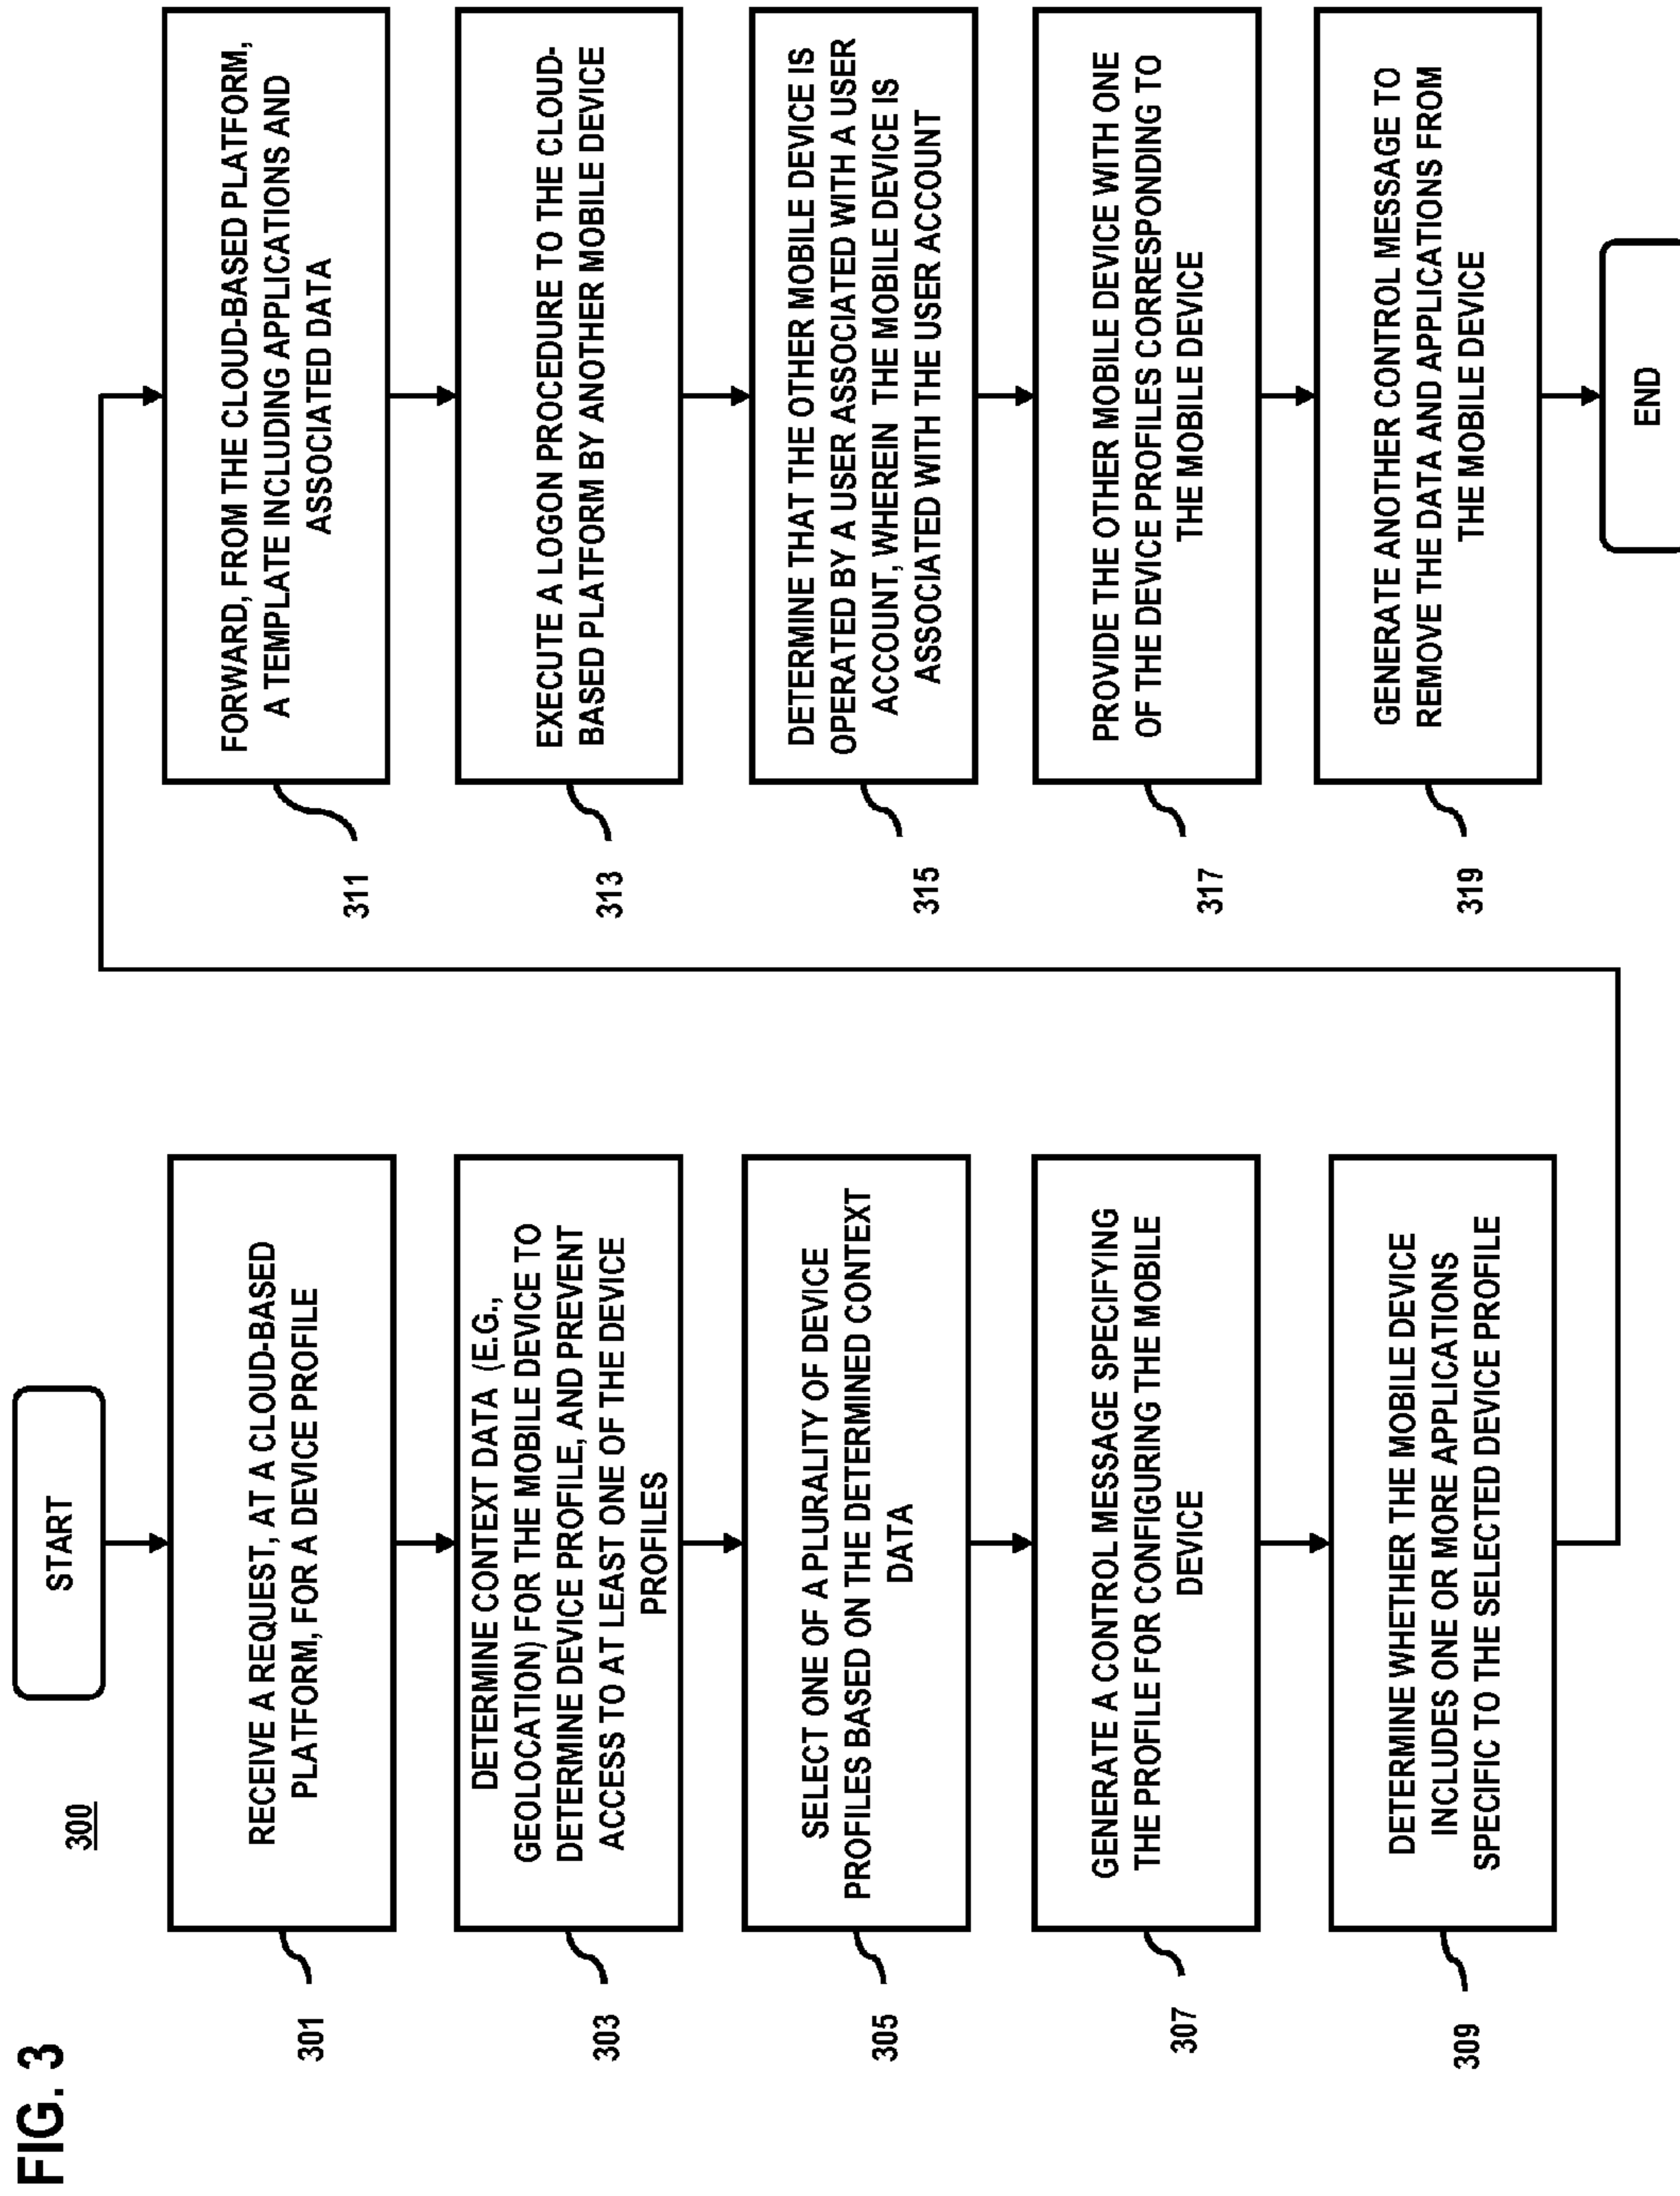 FIG. 3
300
START
RECEIVE A REQUEST, AT A CLOUD-BASED
PLATFORM, FOR A DEVICE PROFILE
301
DETERMINE CONTEXT DATA (E.G.,
GEOLOCATION) FOR THE MOBILE DEVICE TO
DETERMINE DEVICE PROFILE, AND PREVENT
ACCESS TO AT LEAST ONE OF THE DEVICE
PROFILES
303
SELECT ONE OF A PLURALITY OF DEVICE
PROFILES BASED ON THE DETERMINED CONTEXT
DATA
305
GENERATE A CONTROL MESSAGE SPECIFYING
THE PROFILE FOR CONFIGURING THE MOBILE
DEVICE
307
DETERMINE WHETHER THE MOBILE DEVICE
INCLUDES ONE OR MORE APPLICATIONS
SPECIFIC TO THE SELECTED DEVICE PROFILE
309
FORWARD, FROM THE CLOUD-BASED PLATFORM,
A TEMPLATE INCLUDING APPLICATIONS AND
ASSOCIATED DATA
311
EXECUTE A LOGON PROCEDURE TO THE CLOUD-
BASED PLATFORM BY ANOTHER MOBILE DEVICE
313
DETERMINE THAT THE OTHER MOBILE DEVICE IS
OPERATED BY A USER ASSOCIATED WITH A USER
ACCOUNT, WHEREIN THE MOBILE DEVICE IS
ASSOCIATED WITH THE USER ACCOUNT
315
PROVIDE THE OTHER MOBILE DEVICE WITH ONE
OF THE DEVICE PROFILES CORRESPONDING TO
THE MOBILE DEVICE
317
GENERATE ANOTHER CONTROL MESSAGE TO
REMOVE THE DATA AND APPLICATIONS FROM
THE MOBILE DEVICE
319
END